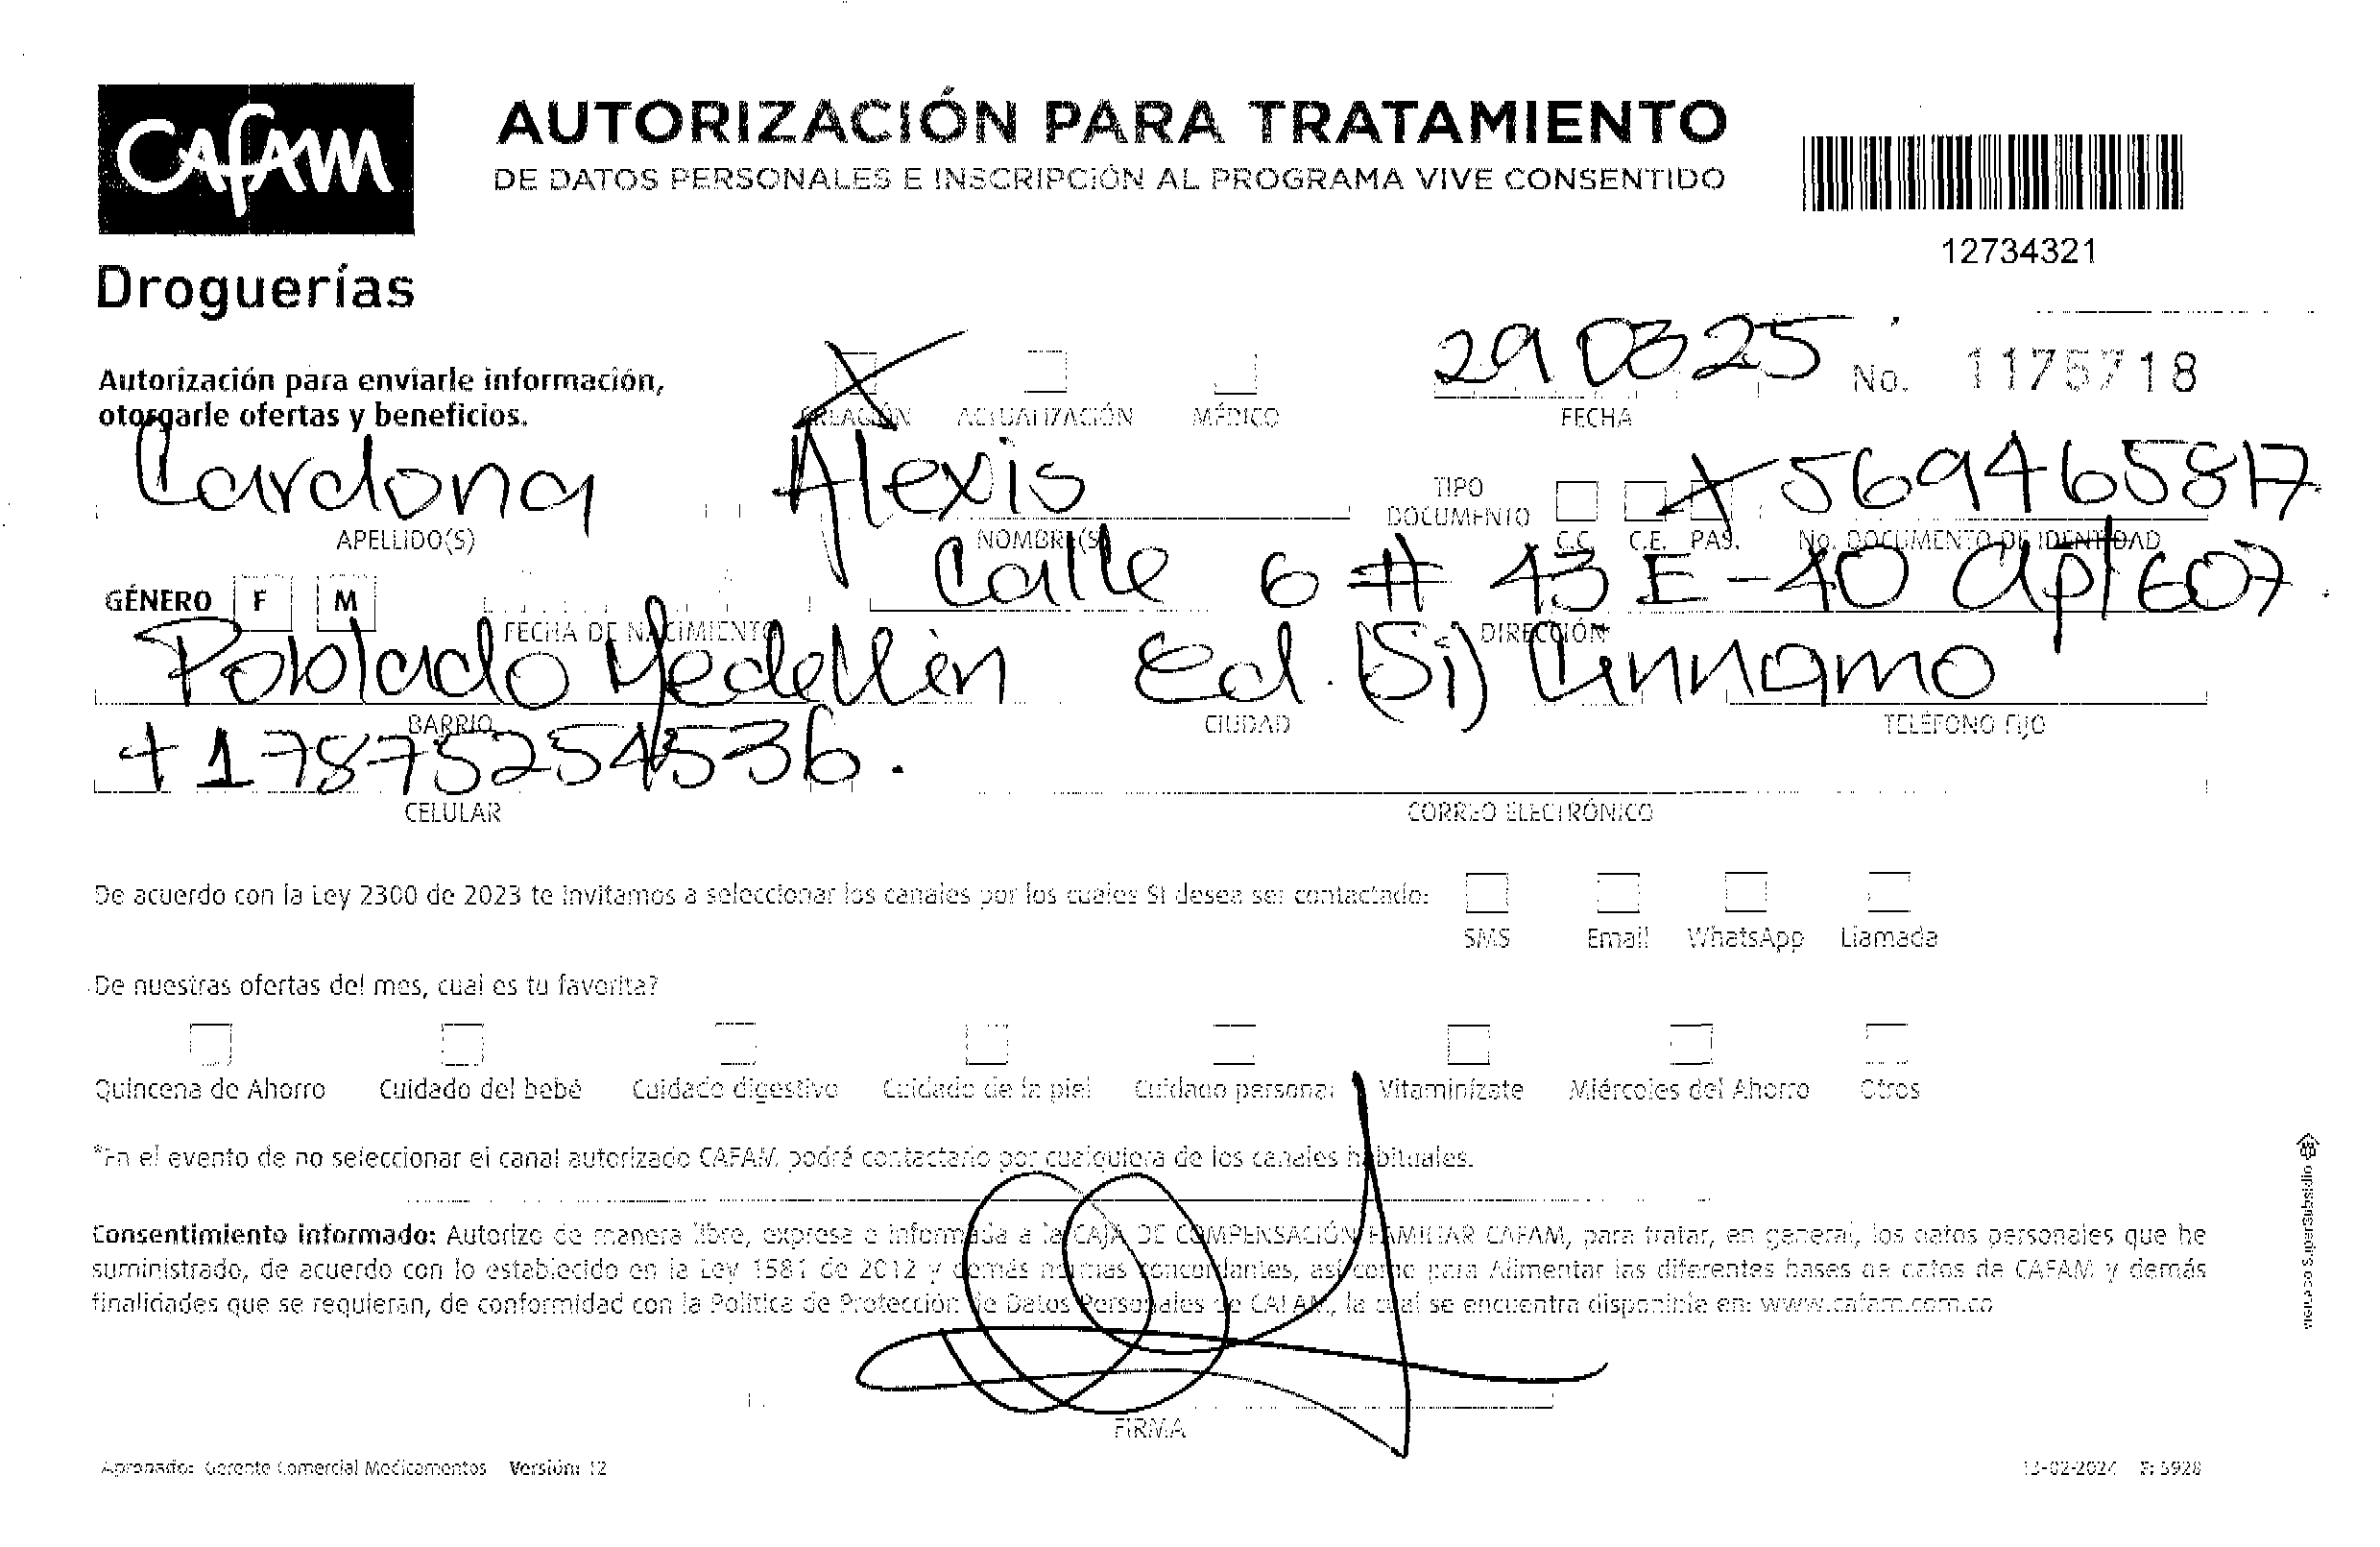 CAFAM
Droguerías
AUTORIZACIÓN PARA TRATAMIENTO
DE DATOS PERSONALES E INSCRIPCIÓN AL PROGRAMA VIVE CONSENTIDO
12734321
Autorización para enviarle información,
otorgarle ofertas y beneficios.
CREACIÓN ACTUALIZACIÓN MÉDICO
290325
FECHA
No. 1175718
Cardona Alexis
APELLIDO(S) NOMBRE(S)
TIPO DOCUMENTO C.C. C.E. PAS.
569465817
No. DOCUMENTO DE IDENTIDAD
GÉNERO F M
FECHA DE NACIMIENTO
Calle 6 # 43 E-40 apt 607
DIRECCIÓN
Poblado Medellin Ed. (Si) Cinnamo
BARRIO CIUDAD TELÉFONO FIJO
+17875254536.
CELULAR CORREO ELECTRÓNICO
De acuerdo con la Ley 2300 de 2023 te invitamos a seleccionar los canales por los cuales SI desea ser contactado:
SMS Email WhatsApp Llamada
De nuestras ofertas del mes, cual es tu favorita?
Quincena de Ahorro Cuidado del bebé Cuidado digestivo Cuidado de la piel Cuidado personal Vitaminízate Miércoles del Ahorro Otros
*En el evento de no seleccionar el canal autorizado CAFAM podrá contactarlo por cualquiera de los canales habituales.
Consentimiento informado: Autorizo de manera libre, expresa e informada a la CAJA DE COMPENSACIÓN FAMILIAR CAFAM, para tratar, en general, los datos personales que he
suministrado, de acuerdo con lo establecido en la Ley 1581 de 2012 y demás normas concordantes, así como para Alimentar las diferentes bases de datos de CAFAM y demás
finalidades que se requieran, de conformidad con la Política de Protección de Datos Personales de CAFAM, la cual se encuentra disponible en: www.cafam.com.co
FIRMA
Aprobado: Gerente Comercial Medicamentos Versión: 12
13-02-2024 F: 5928
Vigilado Supersubsidio